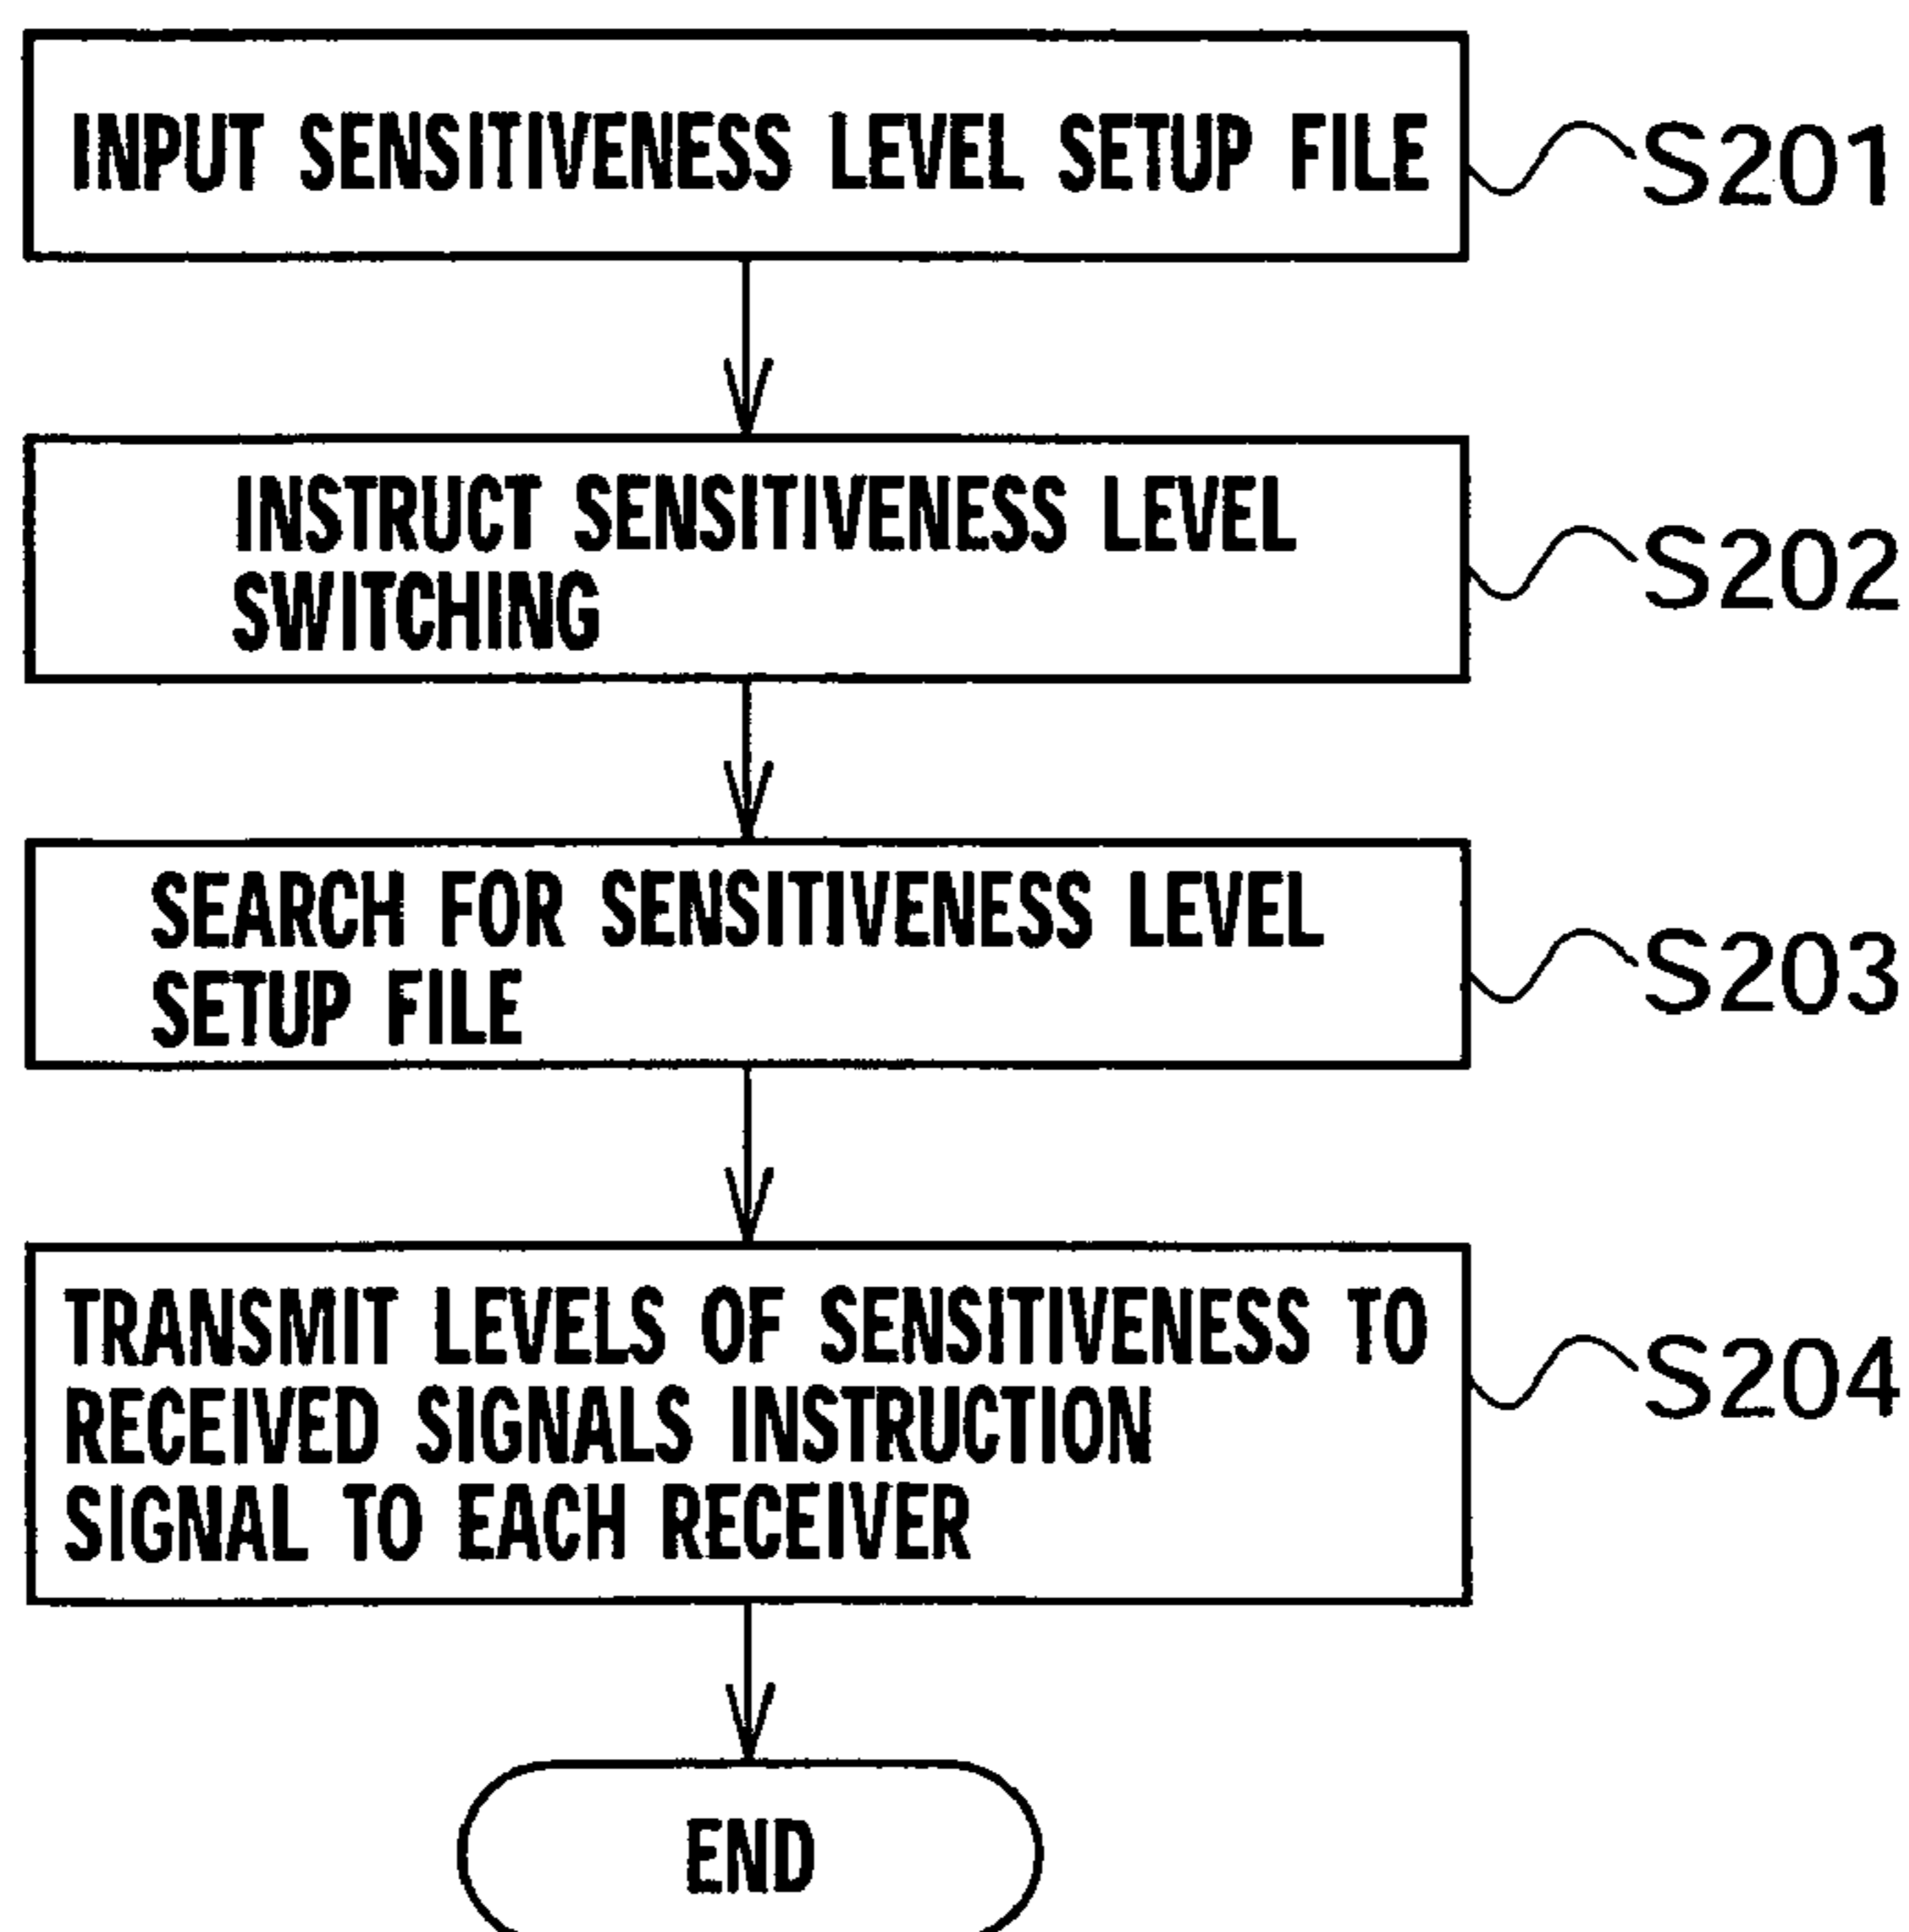 INPUT SENSITIVENESS LEVEL SETUP FILE
S201
INSTRUCT SENSITIVENESS LEVEL
SWITCHING
S202
SEARCH FOR SENSITIVENESS LEVEL
SETUP FILE
S203
TRANSMIT LEVELS OF SENSITIVENESS TO
RECEIVED SIGNALS INSTRUCTION
SIGNAL TO EACH RECEIVER
S204
END